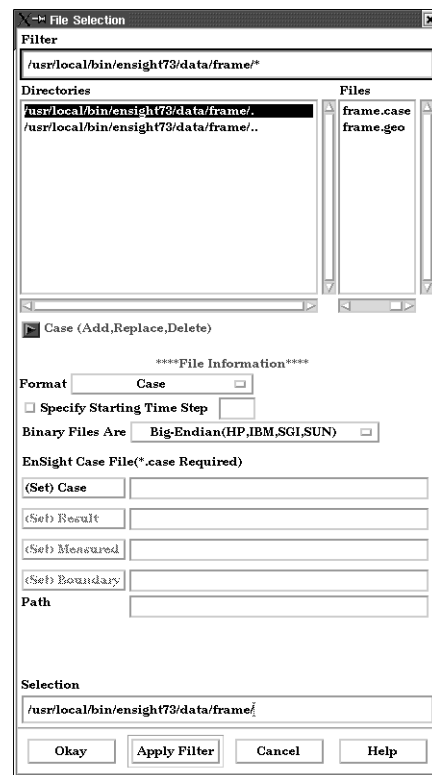 File Selection
Filter
/usr/local/bin/ensight73/data/frame/*
Directories
Files
/usr/local/bin/ensight73/data/frame/.
frame.case
/usr/local/bin/ensight73/data/frame/..
frame.geo
Case (Add,Replace,Delete)
****File Information****
Format Case
Specify Starting Time Step
Binary Files Are Big-Endian(HP,IBM,SGI,SUN)
EnSight Case File(*.case Required)
(Set) Case
(Set) Result
(Set) Measured
(Set) Boundary
Path
Selection
/usr/local/bin/ensight73/data/frame/
Okay Apply Filter Cancel Help